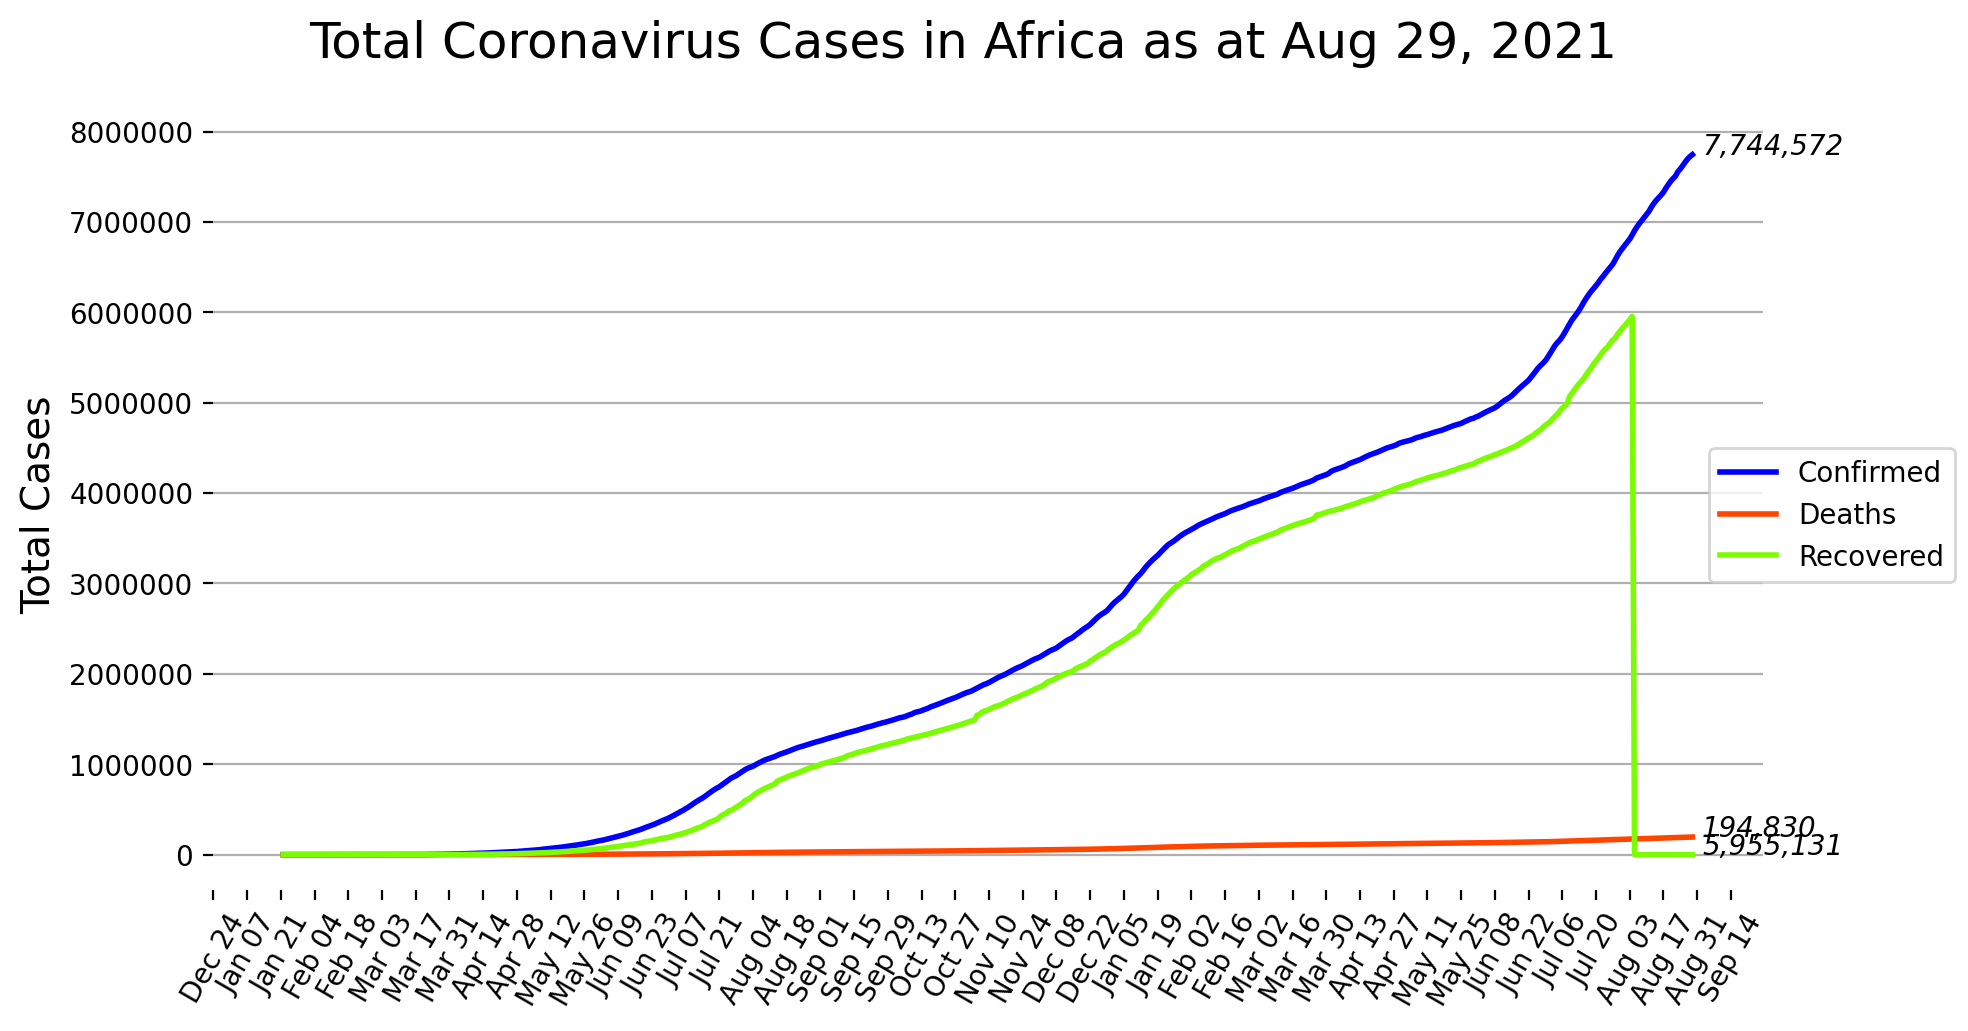 Total Coronavirus Cases in Africa as at Aug 29, 2021
Total Cases
8000000
7000000
6000000
5000000
4000000
3000000
2000000
1000000
0
7,744,572
194,830
5,955,131
Confirmed
Deaths
Recovered
Dec 24
Jan 07
Jan 21
Feb 04
Feb 18
Mar 03
Mar 17
Mar 31
Apr 14
Apr 28
May 12
May 26
Jun 09
Jun 23
Jul 07
Jul 21
Aug 04
Aug 18
Sep 01
Sep 15
Sep 29
Oct 13
Oct 27
Nov 10
Nov 24
Dec 08
Dec 22
Jan 05
Jan 19
Feb 02
Feb 16
Mar 02
Mar 16
Mar 30
Apr 13
Apr 27
May 11
May 25
Jun 08
Jun 22
Jul 06
Jul 20
Aug 03
Aug 17
Aug 31
Sep 14